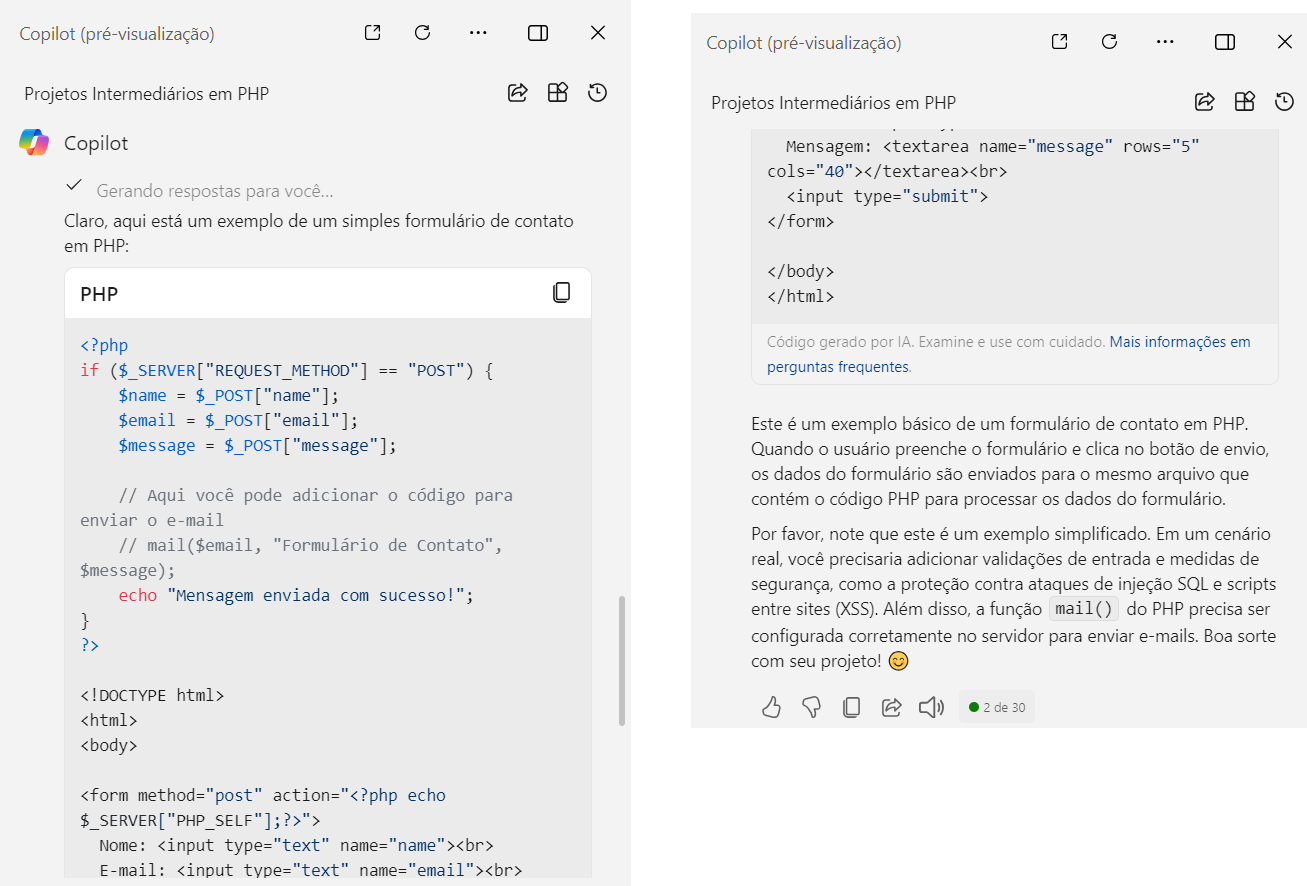 Copilot (pré-visualização)
Projetos Intermediários em PHP
Copilot
Gerando respostas para você...
Claro, aqui está um exemplo de um simples formulário de contato
em PHP:
PHP
<?php
if ($_SERVER["REQUEST_METHOD"] == "POST") {
    $name = $_POST["name"];
    $email = $_POST["email"];
    $message = $_POST["message"];
    // Aqui você pode adicionar o código para
enviar o e-mail
    // mail($email, "Formulário de Contato",
$message);
    echo "Mensagem enviada com sucesso!";
}
?>
<!DOCTYPE html>
<html>
<body>
<form method="post" action="<?php echo
$_SERVER["PHP_SELF"];?>">
  Nome: <input type="text" name="name"><br>
  E-mail: <input type="text" name="email"><br>
Copilot (pré-visualização)
Projetos Intermediários em PHP
  Mensagem: <textarea name="message" rows="5"
cols="40"></textarea><br>
  <input type="submit">
</form>
</body>
</html>
Código gerado por IA. Examine e use com cuidado. Mais informações em
perguntas frequentes.
Este é um exemplo básico de um formulário de contato em PHP.
Quando o usuário preenche o formulário e clica no botão de envio,
os dados do formulário são enviados para o mesmo arquivo que
contém o código PHP para processar os dados do formulário.
Por favor, note que este é um exemplo simplificado. Em um cenário
real, você precisaria adicionar validações de entrada e medidas de
segurança, como a proteção contra ataques de injeção SQL e scripts
entre sites (XSS). Além disso, a função mail() do PHP precisa ser
configurada corretamente no servidor para enviar e-mails. Boa sorte
com seu projeto! 😊
2 de 30